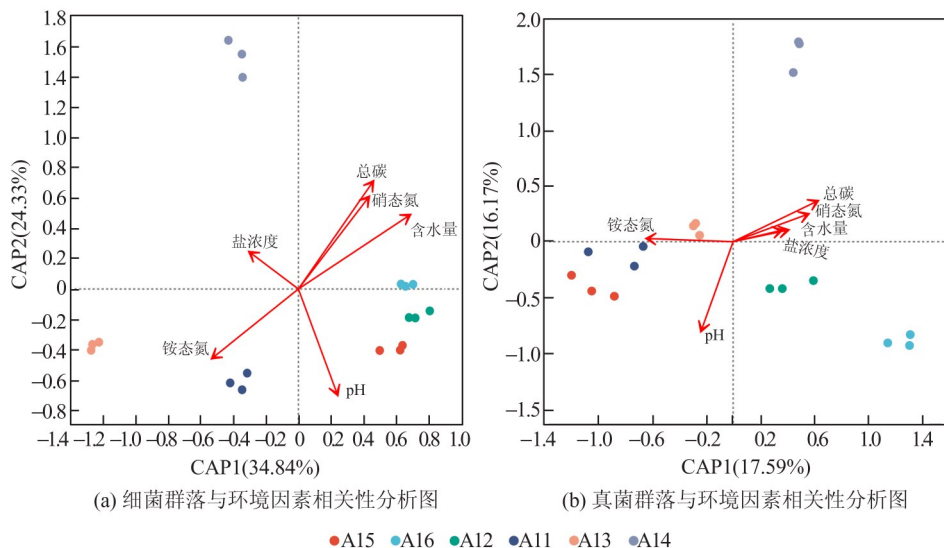 1.8
1.6
1.4
1.2
1.0
0.8
0.6
0.4
0.2
0
−0.2
−0.4
−0.6
−0.8
CAP2(24.33%)
总碳
硝态氮
含水量
盐浓度
铵态氮
pH
−1.4 −1.2 −1.0 −0.8 −0.6 −0.4 −0.2 0 0.2 0.4 0.6 0.8 1.0
CAP1(34.84%)
(a) 细菌群落与环境因素相关性分析图
2.0
1.5
1.0
0.5
0
−0.5
−1.0
−1.5
CAP2(16.17%)
总碳
硝态氮
含水量
盐浓度
铵态氮
pH
−1.4 −1.0 −0.6 −0.2 0.2 0.6 1.0 1.4
CAP1(17.59%)
(b) 真菌群落与环境因素相关性分析图
A15 A16 A12 A11 A13 A14